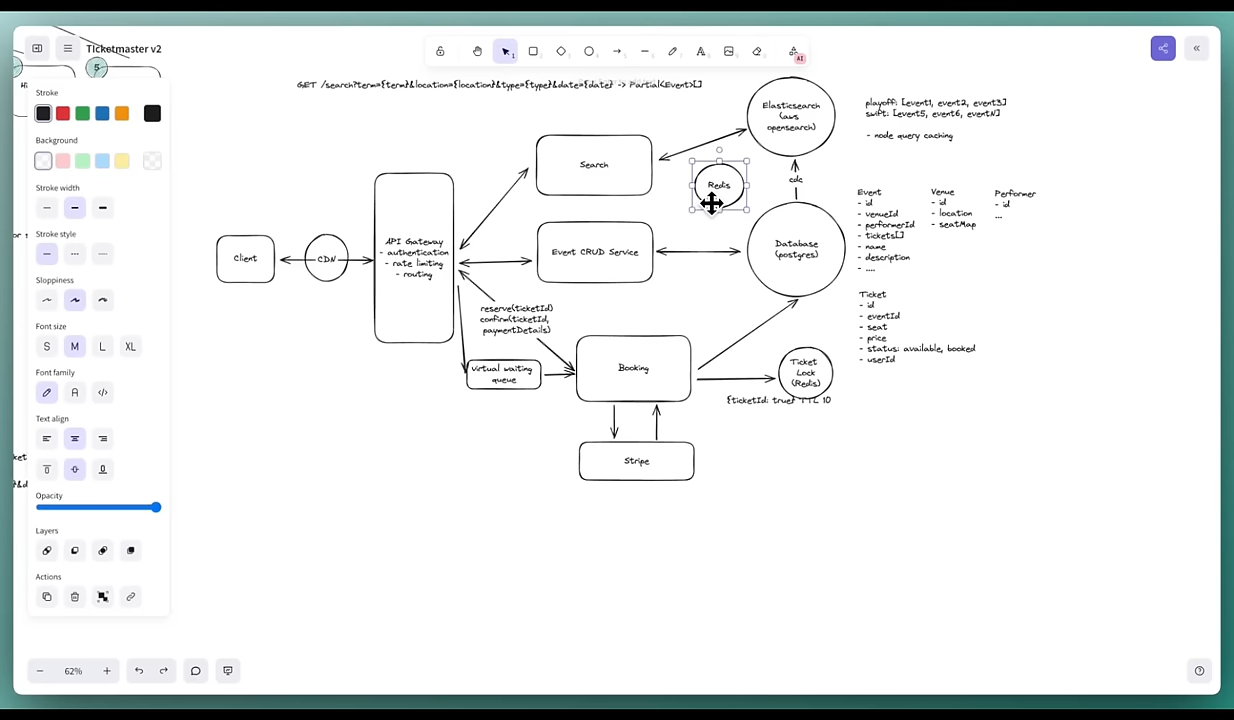 Ticketmaster v2
5
GET /search?term={term}&location={location}&type={type}&date={date} -> Partial<Event>[]
Stroke
Background
Stroke width
Stroke style
Sloppiness
Font size
S
M
L
XL
Font family
A
</>
Text align
Opacity
Layers
Actions
62%
1
A
AI
Client
CDN
API Gateway
- authentication
- rate limiting
- routing
Search
Event CRUD Service
reserve(ticketId)
confirm(ticketId,
paymentDetails)
Virtual waiting
queue
Booking
Stripe
Elasticsearch
(aws
opensearch)
Redis
cdc
Database
(postgres)
Ticket
Lock
(Redis)
{ticketId: true} TTL 10
playoff: [event1, event2, event3]
swift: [event5, event6, eventN]
- node query caching
Event
- id
- venueId
- performerId
- tickets[]
- name
- description
- ....
Venue
- id
- location
- seatMap
Performer
- id
...
Ticket
- id
- eventId
- seat
- price
- status: available, booked
- userId